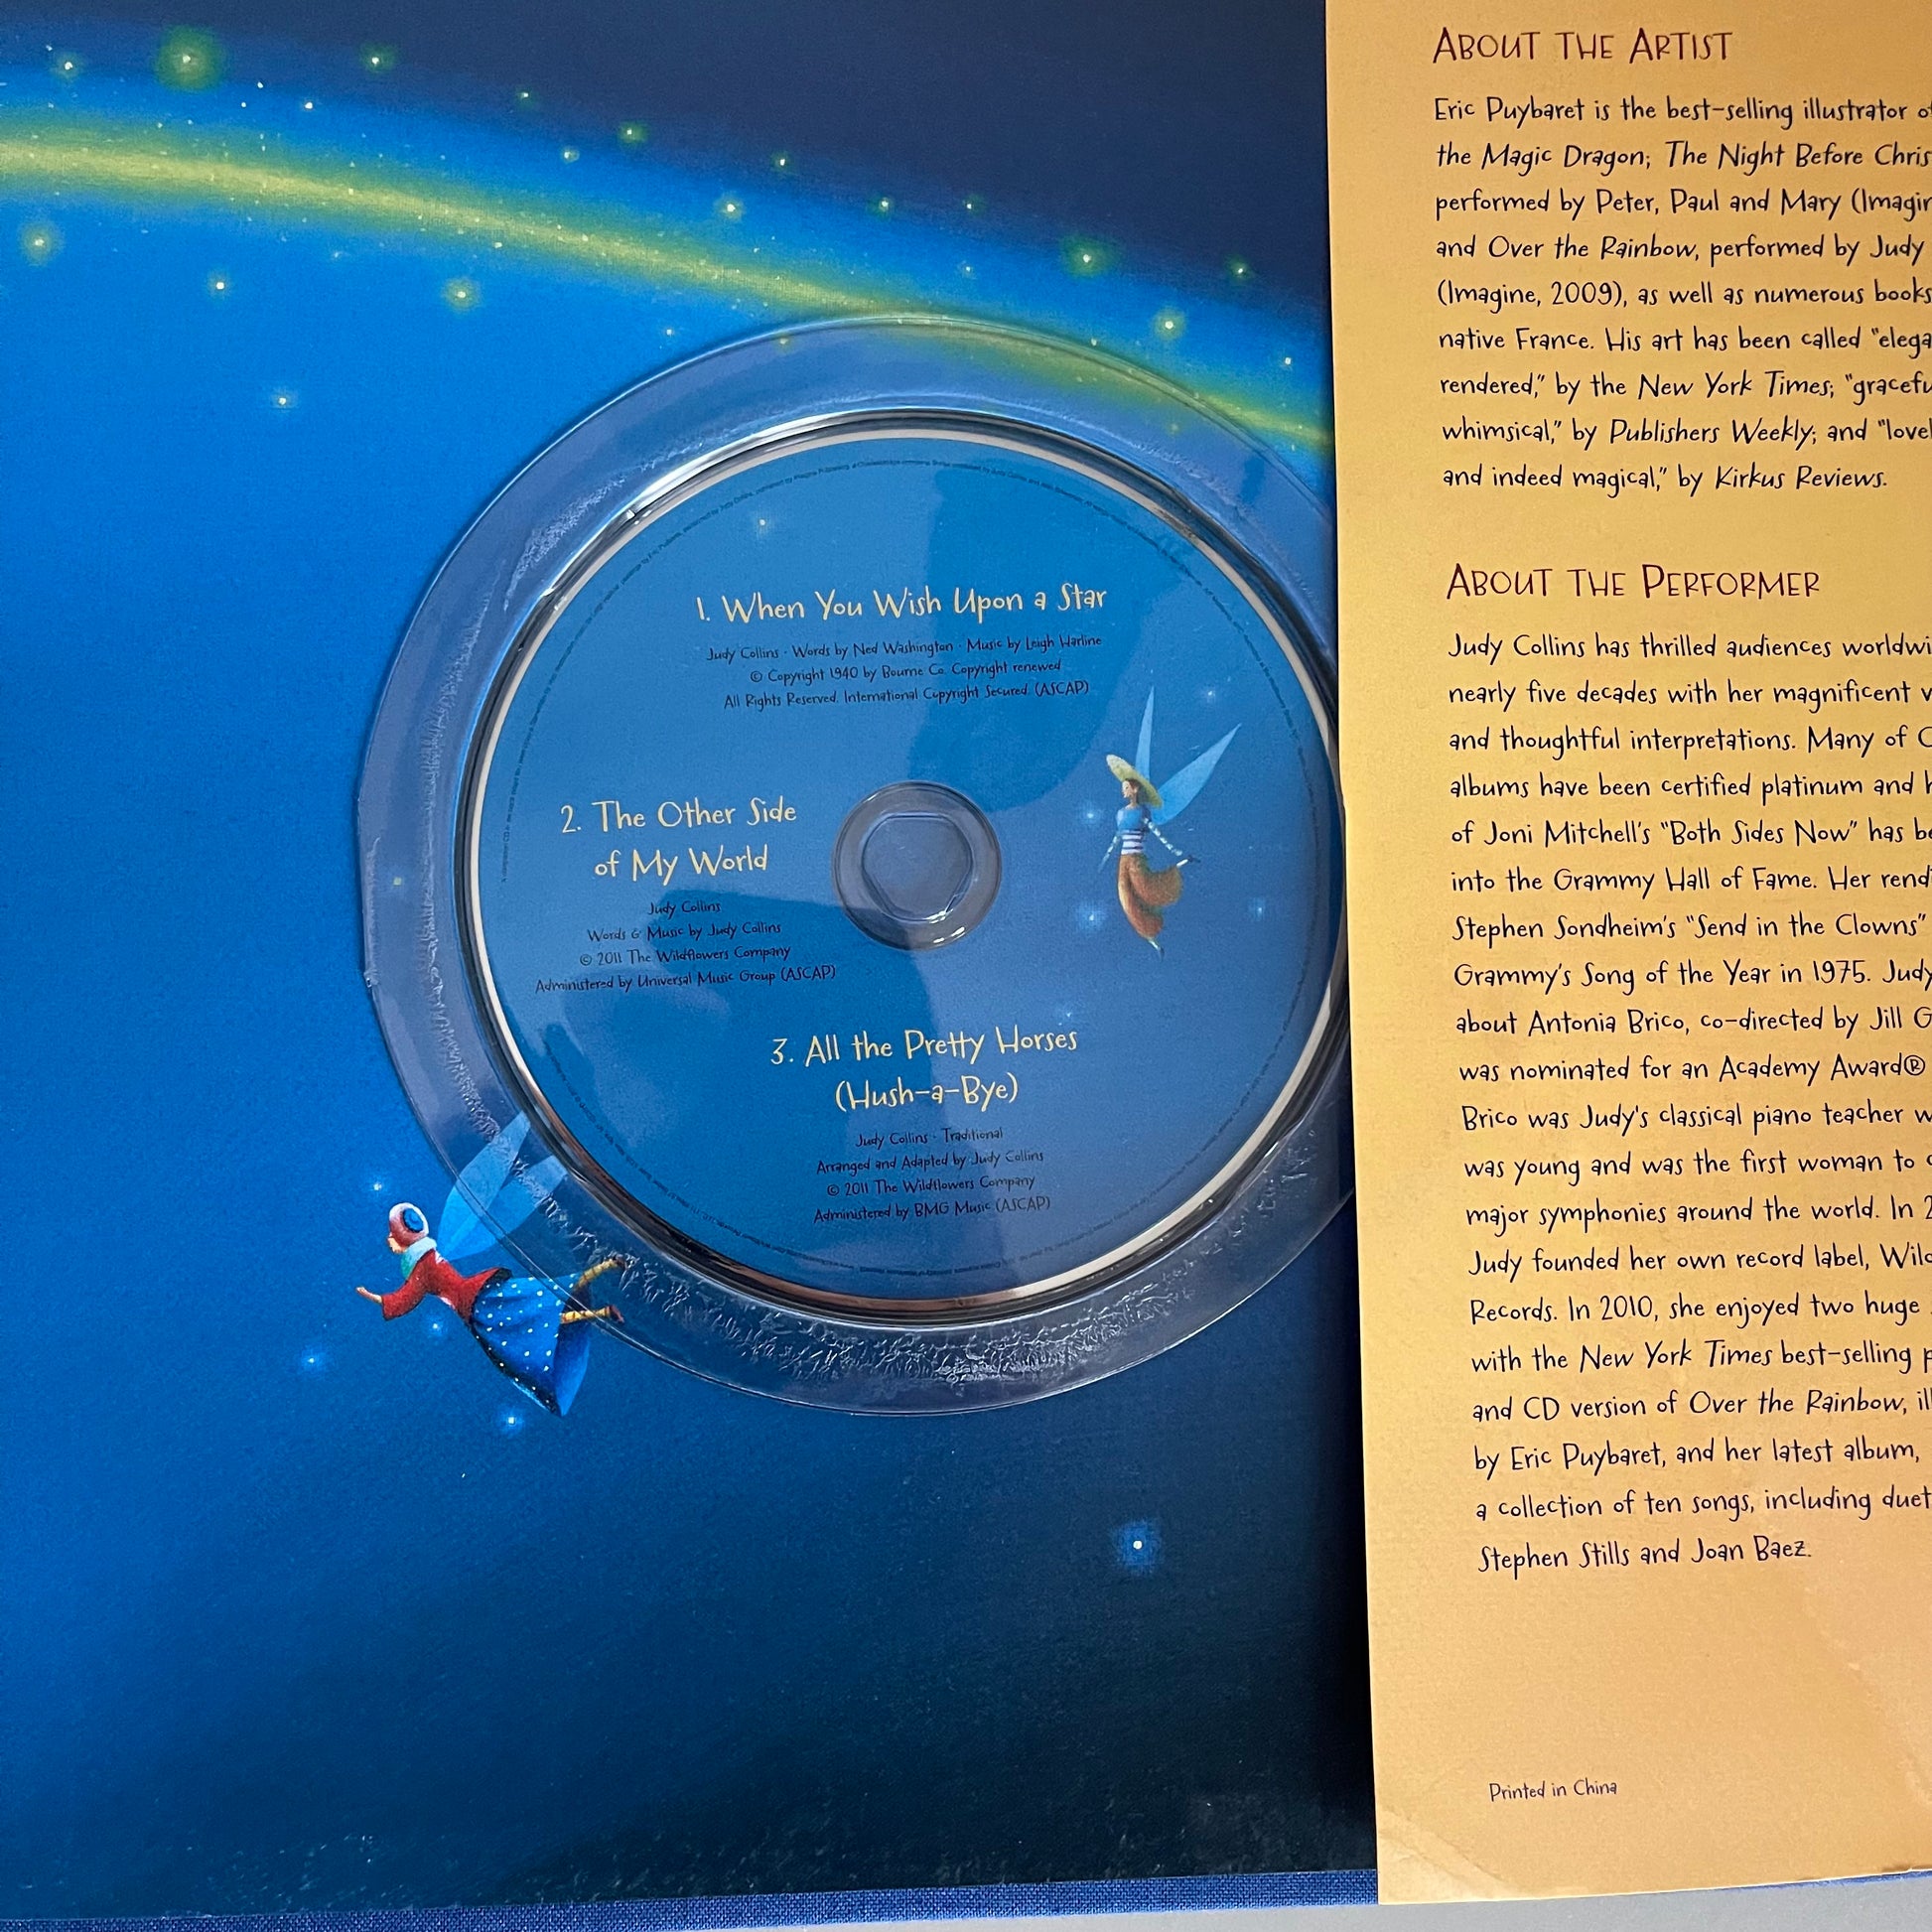 1. When You Wish Upon a Star
Judy Collins · Words by Ned Washington · Music by Leigh Harline
© Copyright 1940 by Bourne Co. Copyright renewed
All Rights Reserved. International Copyright Secured. (ASCAP)
2. The Other Side
of My World
Judy Collins
Words & Music by Judy Collins
© 2011 The Wildflowers Company
Administered by Universal Music Group (ASCAP)
3. All the Pretty Horses
(Hush-a-Bye)
Judy Collins · Traditional
Arranged and Adapted by Judy Collins
© 2011 The Wildflowers Company
Administered by BMG Music (ASCAP)
About the Artist
Eric Puybaret is the best-selling illustrator
the Magic Dragon; The Night Before
performed by Peter, Paul and Mary
and Over the Rainbow, performed by Judy
(Imagine, 2009), as well as numerous books
native France. His art has been called
rendered," by the New York Times;
whimsical," by Publishers Weekly; and
and indeed magical," by Kirkus Reviews.
About the Performer
Judy Collins has thrilled audiences
nearly five decades with her magnificent
and thoughtful interpretations. Many of
albums have been certified platinum and
of Joni Mitchell's "Both Sides Now" has
into the Grammy Hall of Fame. Her
Stephen Sondheim's "Send in the Clowns"
Grammy's Song of the Year in 1975. Judy
about Antonia Brico, co-directed by Jill
was nominated for an Academy Award®
Brico was Judy's classical piano teacher
was young and was the first woman to
major symphonies around the world. In
Judy founded her own record label,
Records. In 2010, she enjoyed two huge
with the New York Times best-selling
and CD version of Over the Rainbow,
by Eric Puybaret, and her latest album,
a collection of ten songs, including
Stephen Stills and Joan Baez.
Printed in China